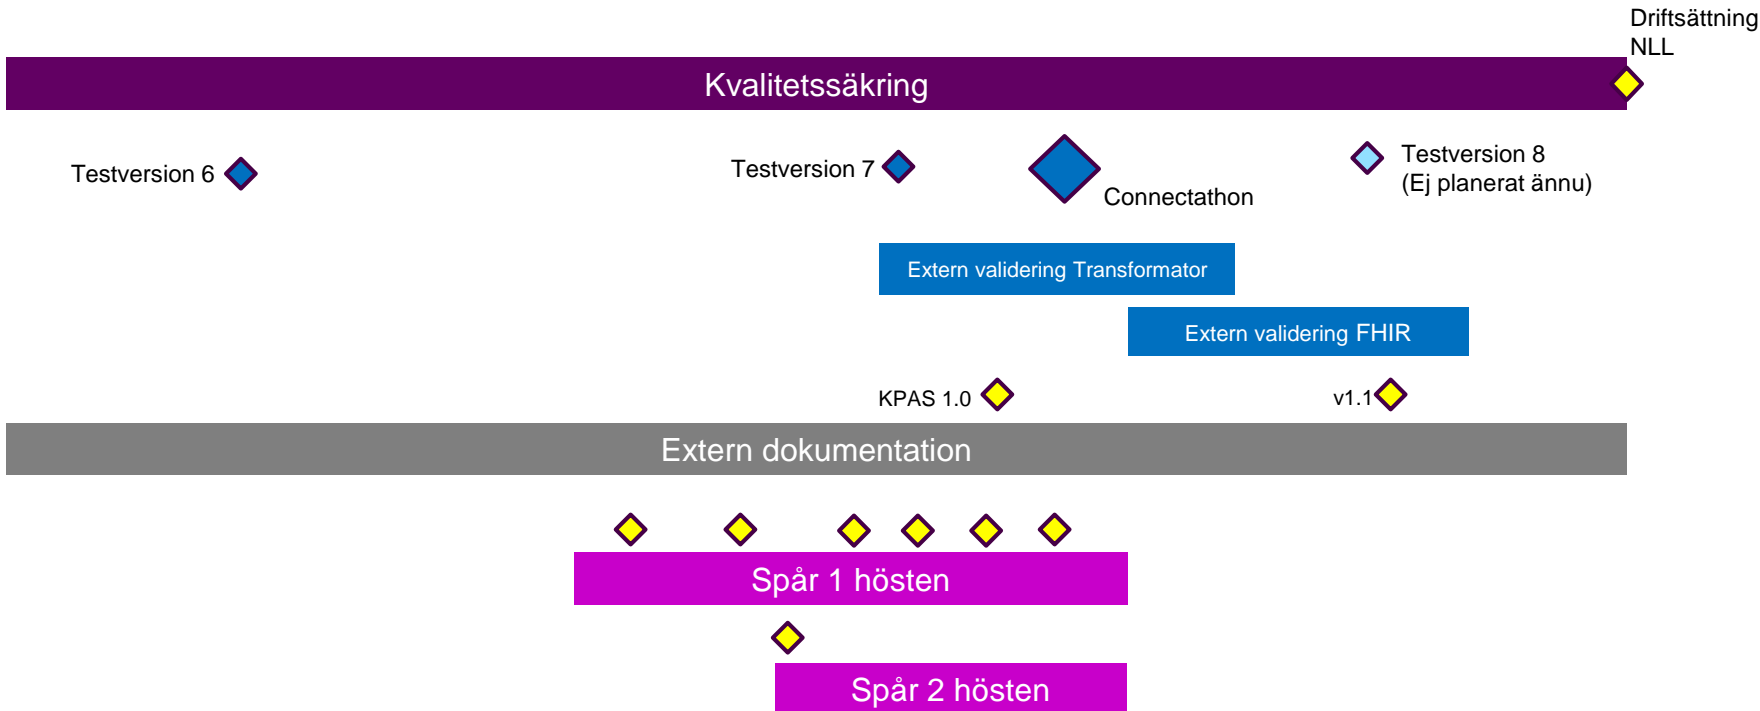 Driftsättning
NLL
Kvalitetssäkring
Testversion 6
Testversion 7
Connectathon
Testversion 8
(Ej planerat ännu)
Extern validering Transformator
Extern validering FHIR
KPAS 1.0
v1.1
Extern dokumentation
Spår 1 hösten
Spår 2 hösten